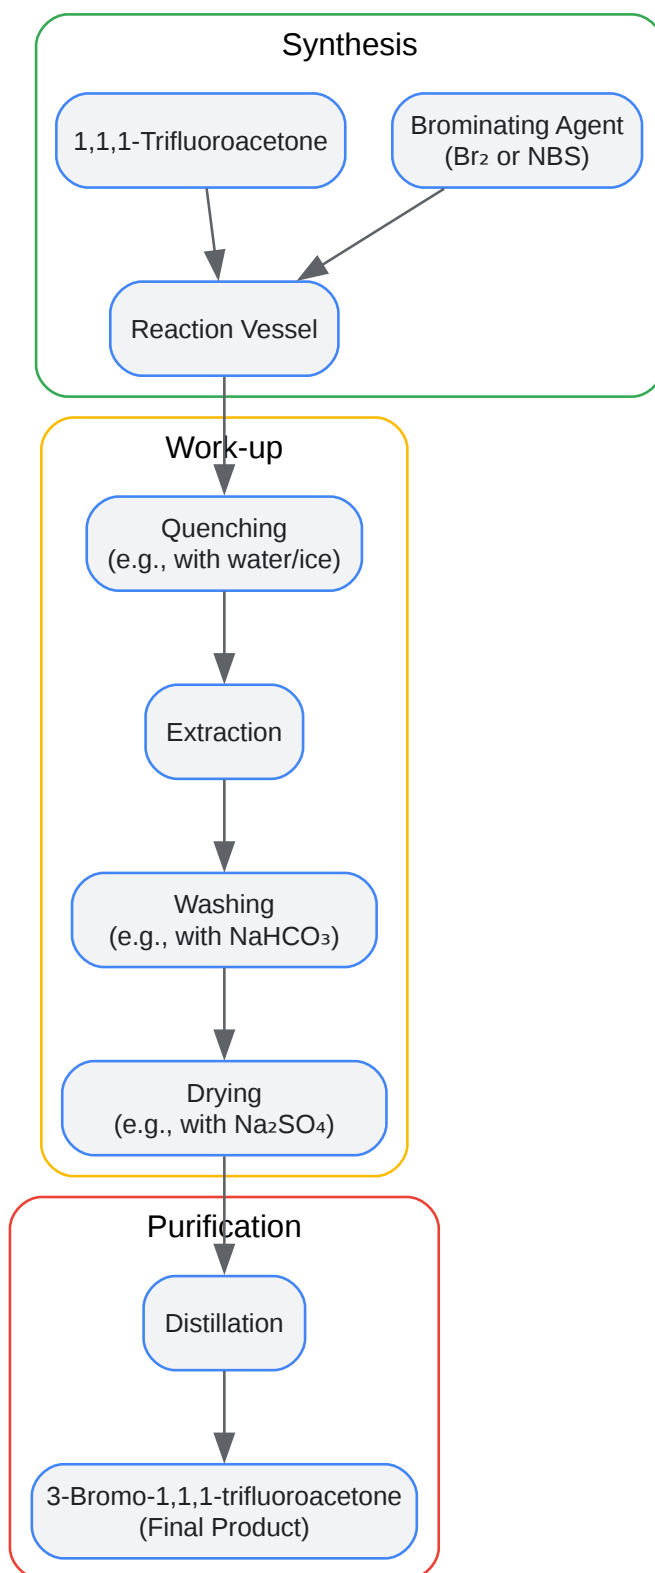 Synthesis
1,1,1-Trifluoroacetone
Brominating Agent
(Br₂ or NBS)
Reaction Vessel
Work-up
Quenching
(e.g., with water/ice)
Extraction
Washing
(e.g., with NaHCO₃)
Drying
(e.g., with Na₂SO₄)
Purification
Distillation
3-Bromo-1,1,1-trifluoroacetone
(Final Product)